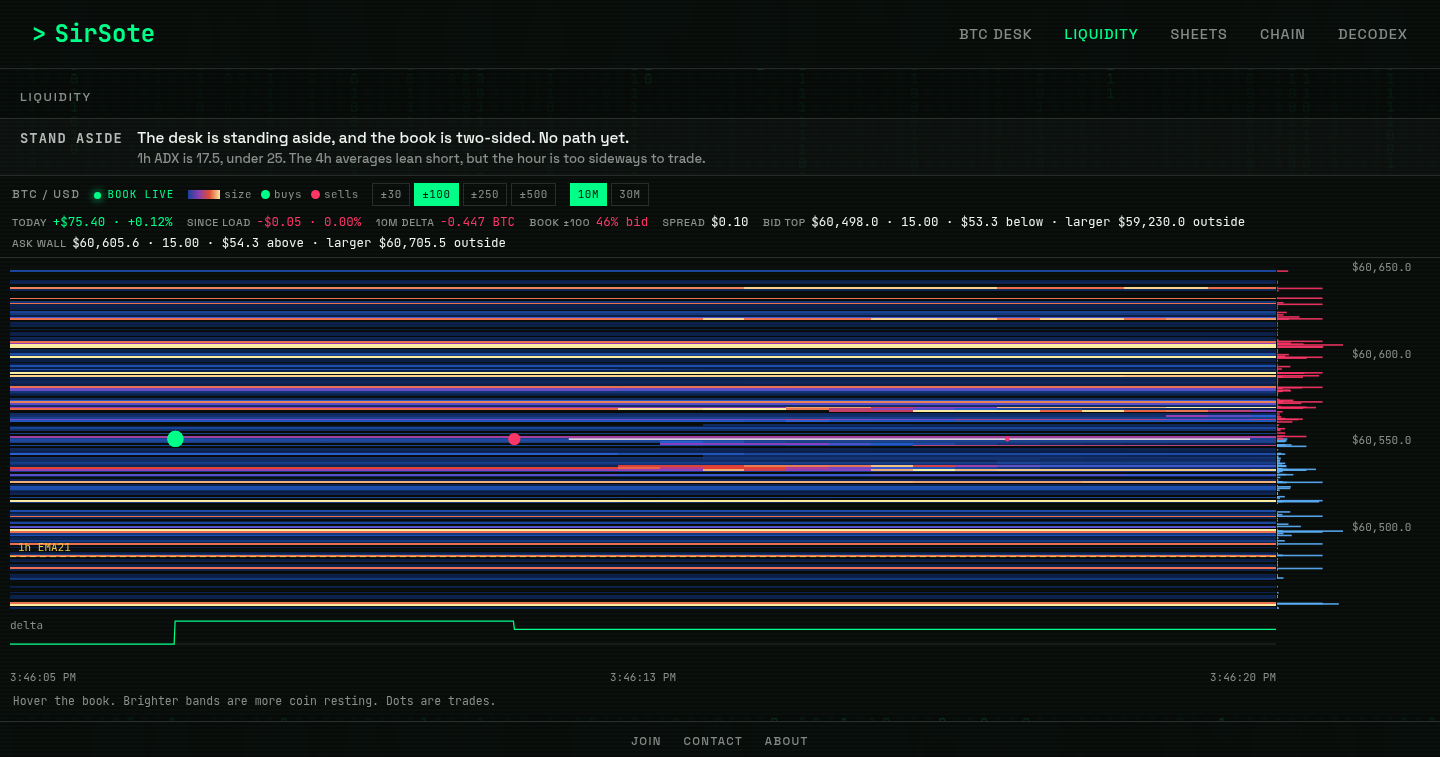 > SirSote
BTC DESK LIQUIDITY SHEETS CHAIN DECODEX
LIQUIDITY
STAND ASIDE The desk is standing aside, and the book is two-sided. No path yet.
1h ADX is 17.5, under 25. The 4h averages lean short, but the hour is too sideways to trade.
BTC / USD BOOK LIVE size buys sells ±30 ±100 ±250 ±500 10M 30M
TODAY +$75.40 · +0.12% SINCE LOAD -$0.05 · 0.00% 10M DELTA -0.447 BTC BOOK ±100 46% bid SPREAD $0.10 BID TOP $60,498.0 · 15.00 · $53.3 below · larger $59,230.0 outside
ASK WALL $60,605.6 · 15.00 · $54.3 above · larger $60,705.5 outside
$60,650.0
$60,600.0
$60,550.0
$60,500.0
1h EMA21
delta
3:46:05 PM 3:46:13 PM 3:46:20 PM
Hover the book. Brighter bands are more coin resting. Dots are trades.
JOIN CONTACT ABOUT